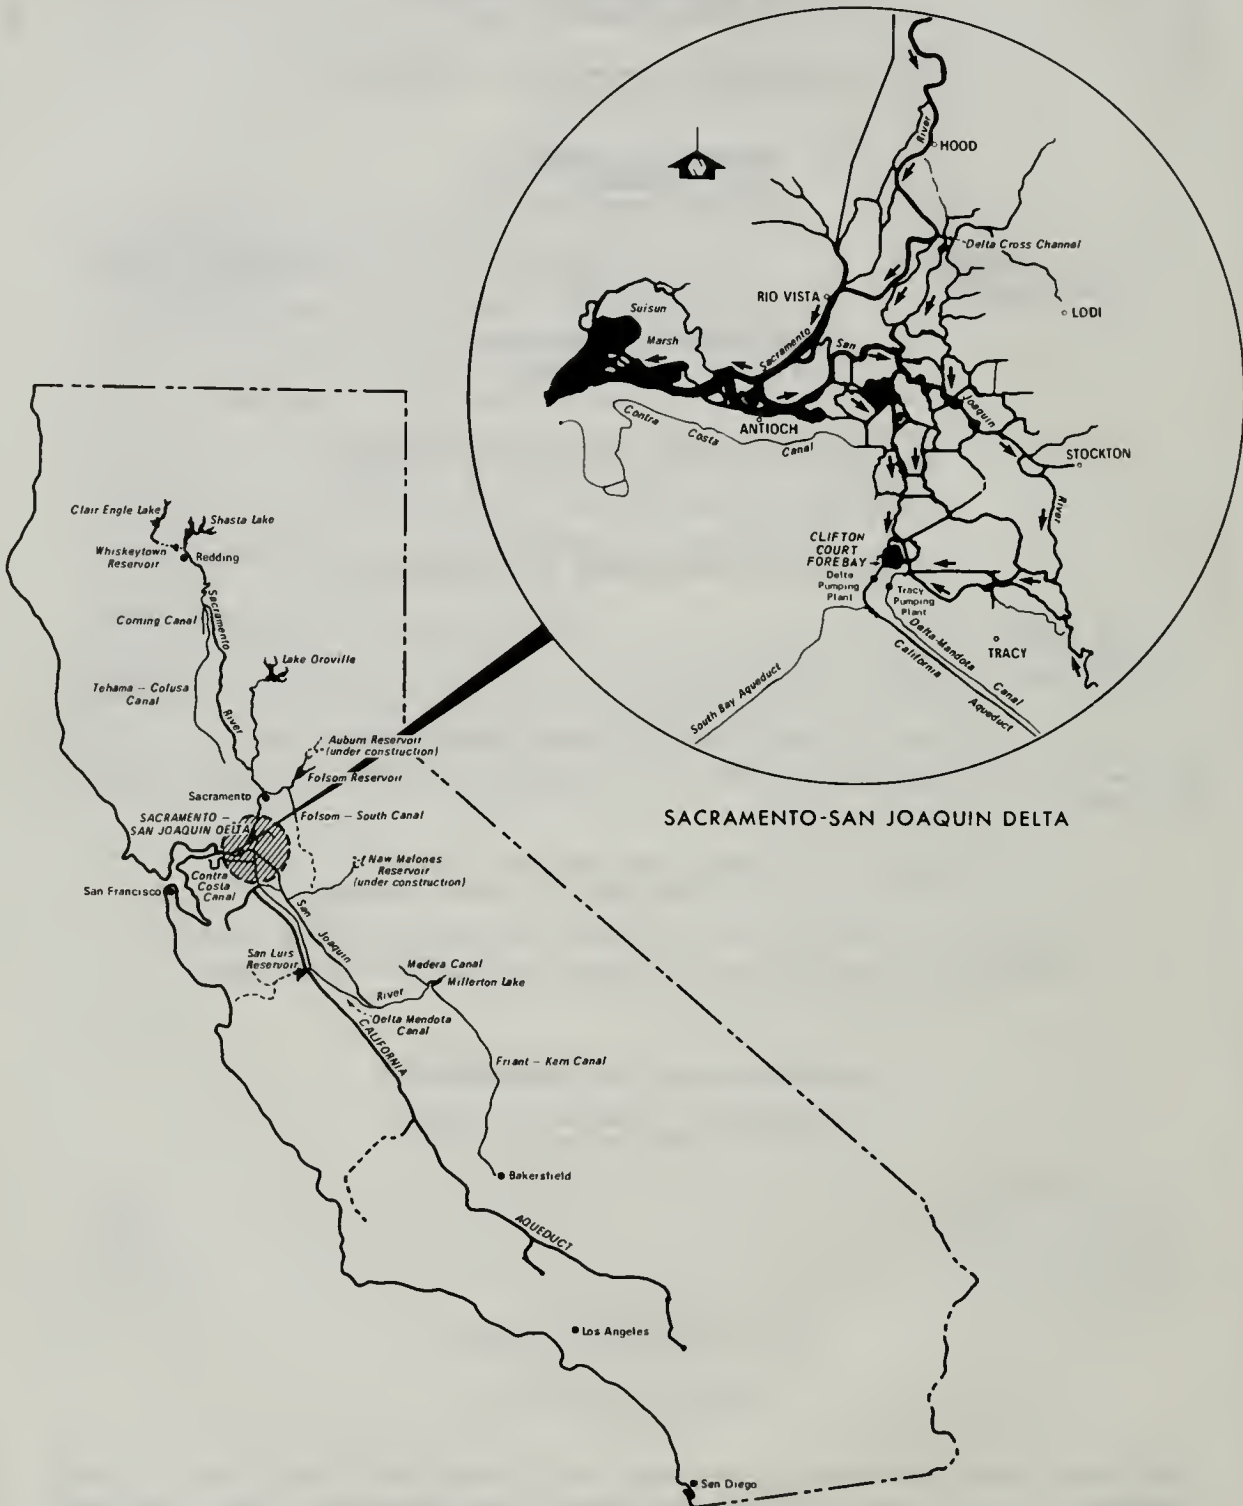 River
HOOD
Delta Cross Channel
RIO VISTA
LODI
Suisun
Marsh
Sacramento
San
Joaquin
Contra
Costa
Canal
ANTIOCH
STOCKTON
River
CLIFTON
COURT
FOREBAY
Delta
Pumping
Plant
Tracy
Pumping
Plant
TRACY
Delta-Mandota
Canal
California
Aqueduct
South Bay Aqueduct
SACRAMENTO-SAN JOAQUIN DELTA
Clair Engle Lake
Shasta Lake
Whiskeytown
Reservoir
Redding
Sacramento
River
Corning Canal
Lake Oroville
Tehama – Colusa
Canal
Auburn Reservoir
(under construction)
Folsom Reservoir
Sacramento
SACRAMENTO –
SAN JOAQUIN DELTA
Folsom – South Canal
Contra
Costa
Canal
New Malones
Reservoir
(under construction)
San Francisco
San
Joaquin
River
San Luis
Reservoir
Madera Canal
Millerton Lake
Delta Mendota
Canal
CALIFORNIA
Friant – Kern Canal
Bakersfield
AQUEDUCT
Los Angeles
San Diego